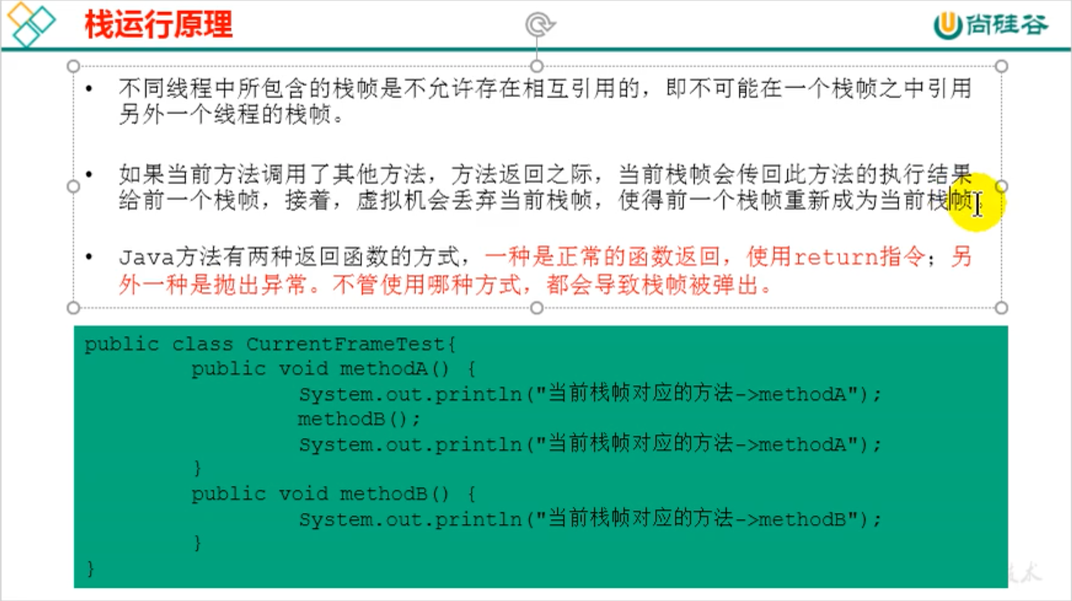 栈运行原理
尚硅谷
• 不同线程中所包含的栈帧是不允许存在相互引用的，即不可能在一个栈帧之中引用
另外一个线程的栈帧。
• 如果当前方法调用了其他方法，方法返回之际，当前栈帧会传回此方法的执行结果
给前一个栈帧，接着，虚拟机会丢弃当前栈帧，使得前一个栈帧重新成为当前栈帧。
• Java方法有两种返回函数的方式，一种是正常的函数返回，使用return指令；另
外一种是抛出异常。不管使用哪种方式，都会导致栈帧被弹出。
public class CurrentFrameTest{
public void methodA() {
System.out.println("当前栈帧对应的方法->methodA");
methodB();
System.out.println("当前栈帧对应的方法->methodA");
}
public void methodB() {
System.out.println("当前栈帧对应的方法->methodB");
}
}